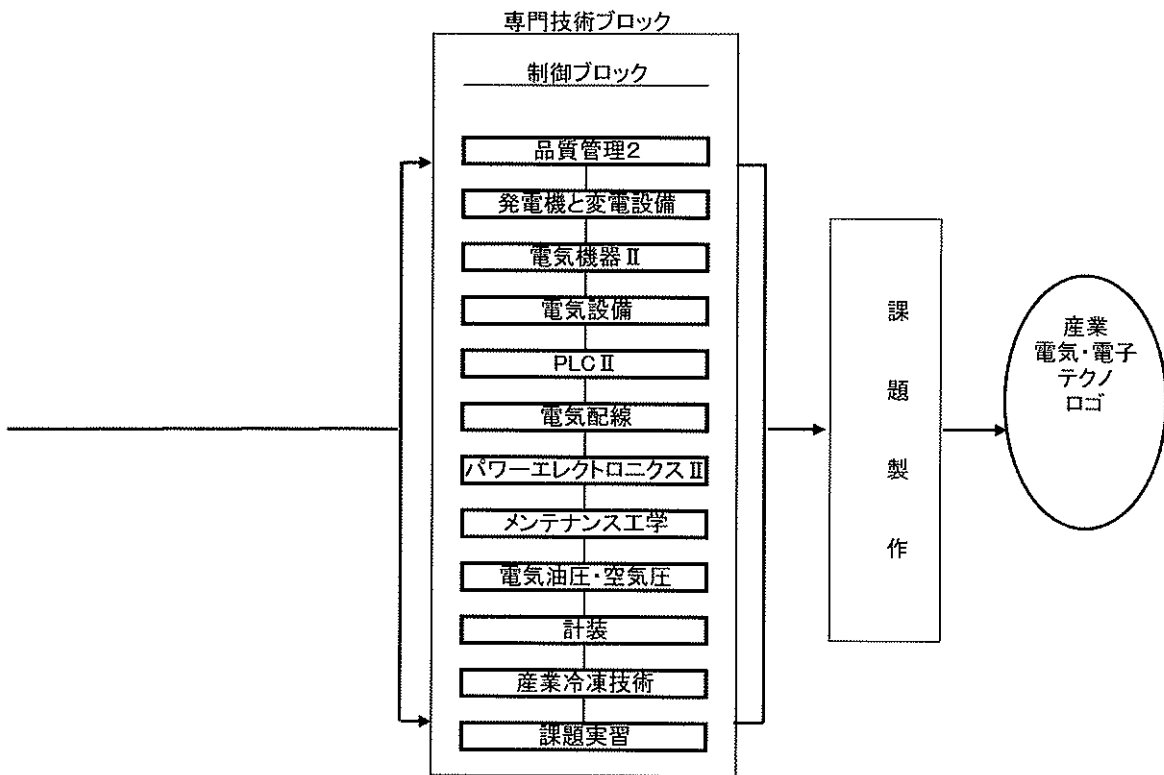 専門技術ブロック
制御ブロック
品質管理2
発電機と変電設備
電気機器Ⅱ
電気設備
PLCⅡ
電気配線
パワーエレクトロニクスⅡ
メンテナンス工学
電気油圧・空気圧
計装
産業冷凍技術
課題実習
課
題
製
作
産業
電気・電子
テクノ
ロゴ